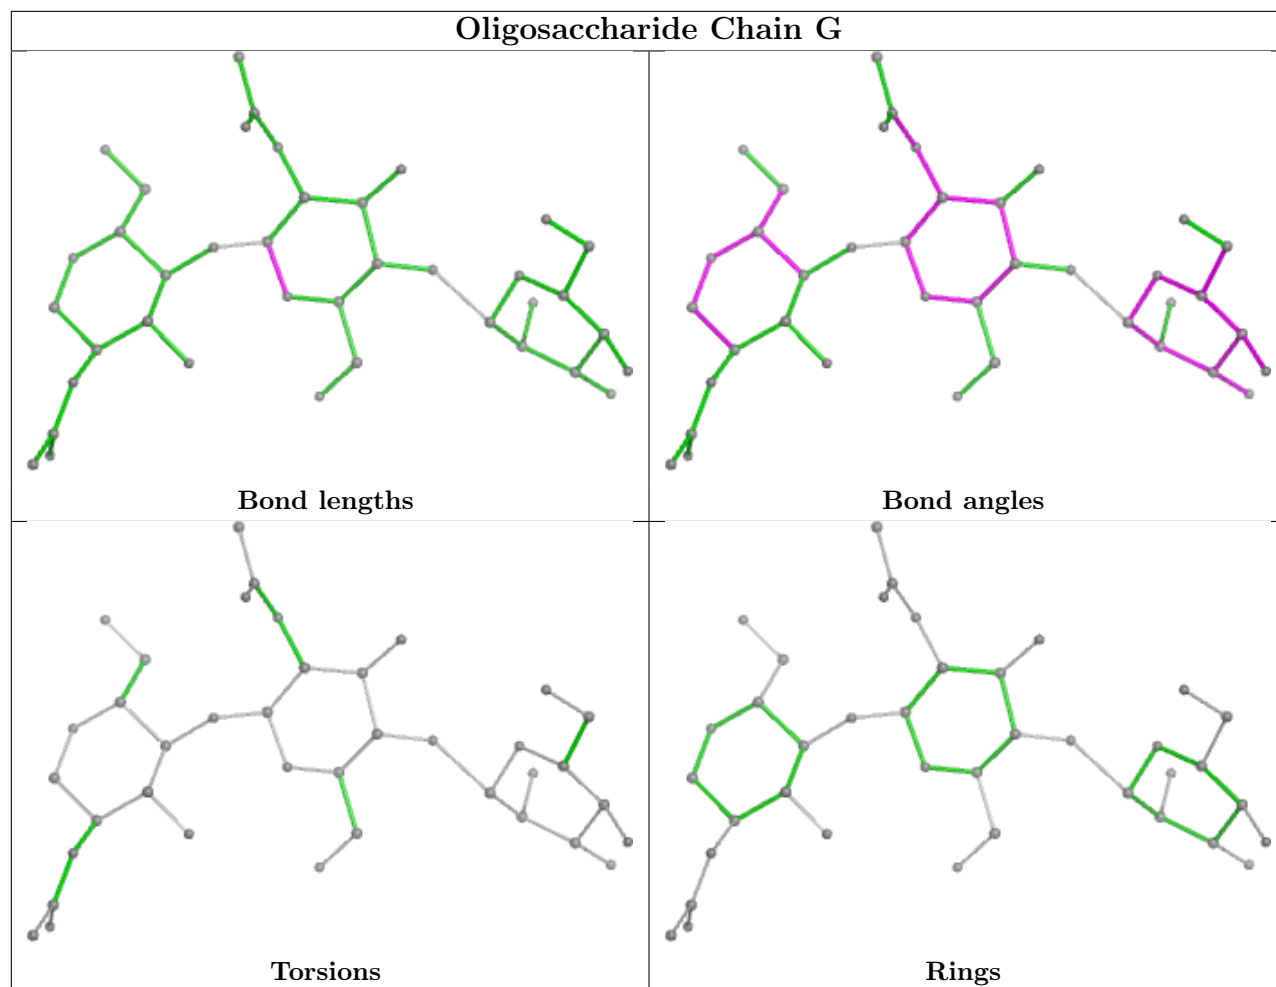 Oligosaccharide Chain G
Bond lengths
Bond angles
Torsions
Rings